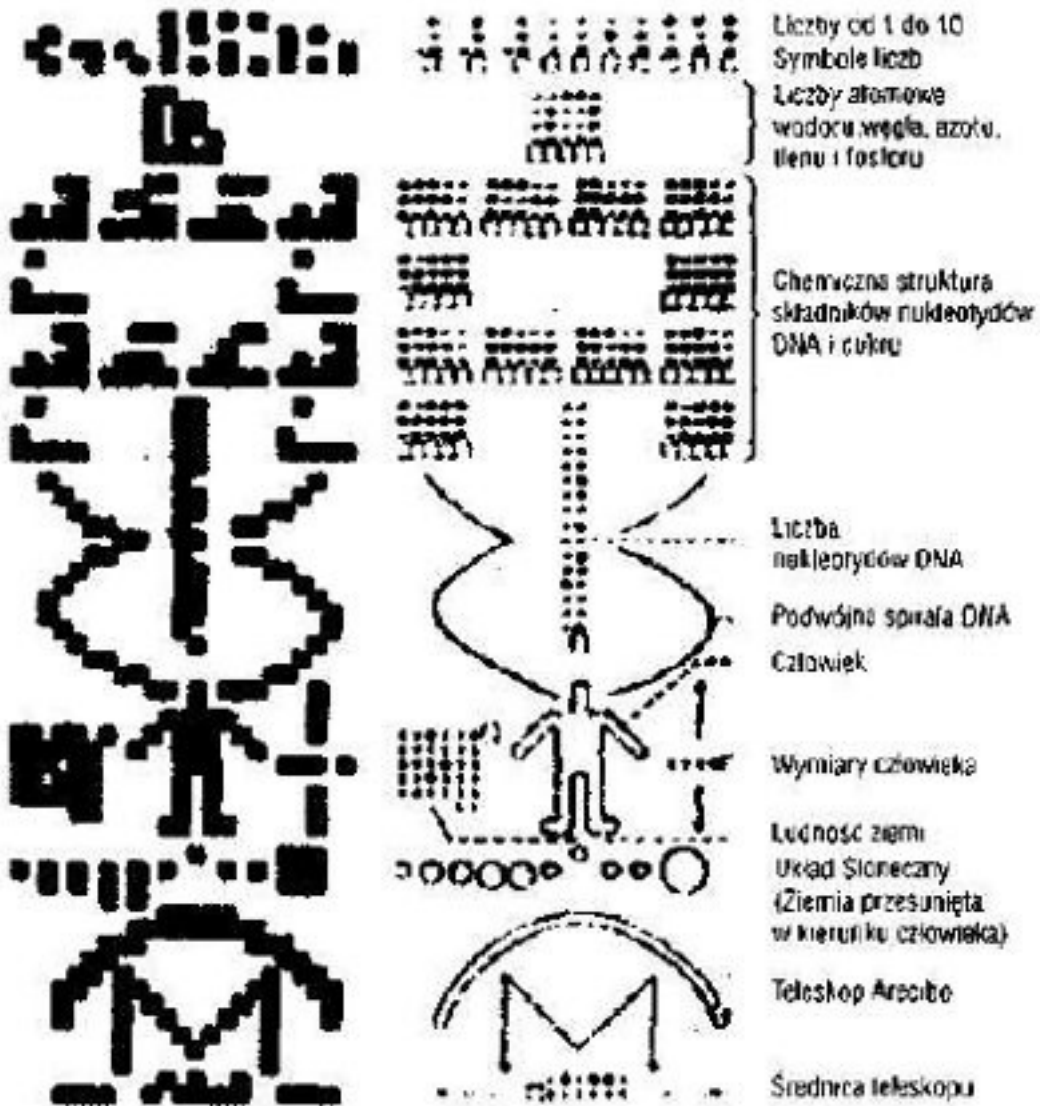 Liczby od 1 do 10
Symbole liczb
Liczby atomowe
wodoru, węgla, azotu,
tlenu i fosforu
Chemiczna struktura
składników nukleotydów
DNA i cukru
Liczba
nukleotydów DNA
Podwójna spirala DNA
Człowiek
Wymiary człowieka
Ludność ziemi
Układ Słoneczny
(Ziemia przesunięta
w kierunku człowieka)
Teleskop Arecibo
Średnica teleskopu